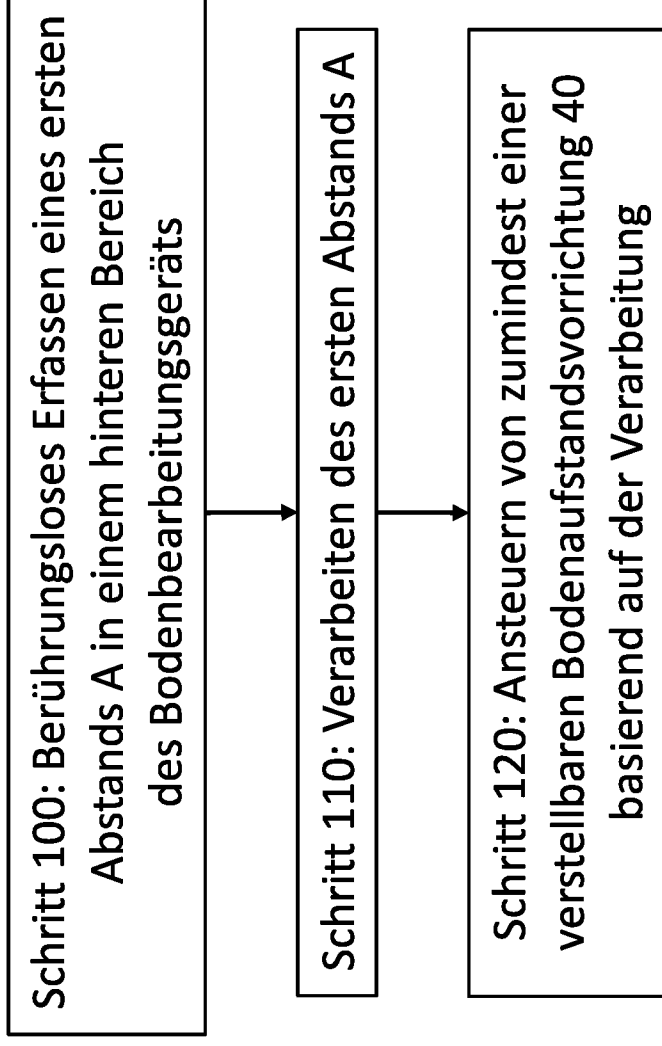 Schritt 100: Berührungsloses Erfassen eines ersten
Abstands A in einem hinteren Bereich
des Bodenbearbeitungsgeräts
Schritt 110: Verarbeiten des ersten Abstands A
Schritt 120: Ansteuern von zumindest einer
verstellbaren Bodenaufstandsvorrichtung 40
basierend auf der Verarbeitung